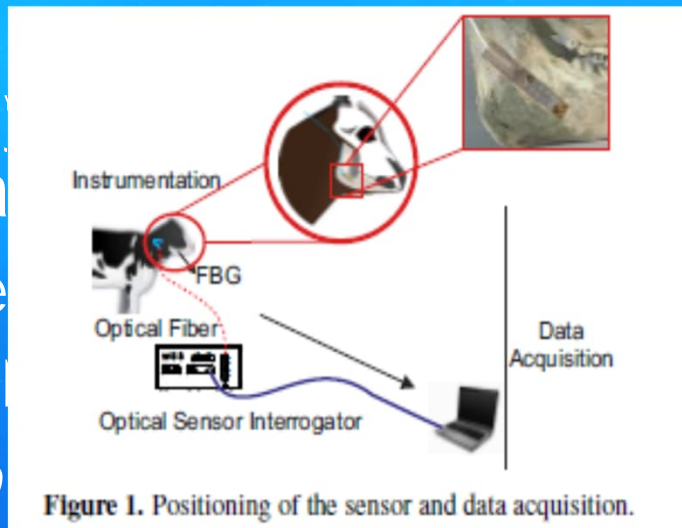 Instrumentation
FBG
Optical Fiber
Data
Acquisition
Optical Sensor Interrogator
Figure 1. Positioning of the sensor and data acquisition.